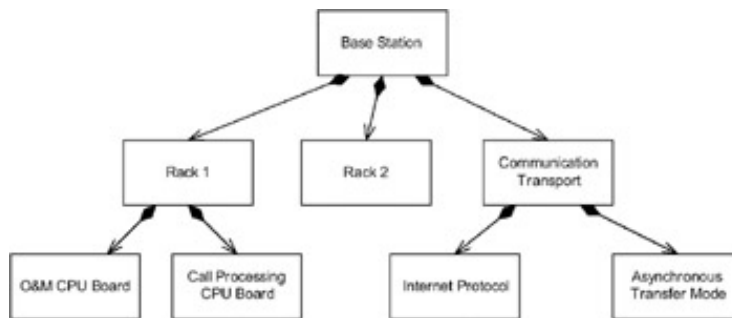 Base Station
Rack 1
Rack 2
Communication
Transport
O&M CPU Board
Call Processing
CPU Board
Internet Protocol
Asynchronous
Transfer Mode